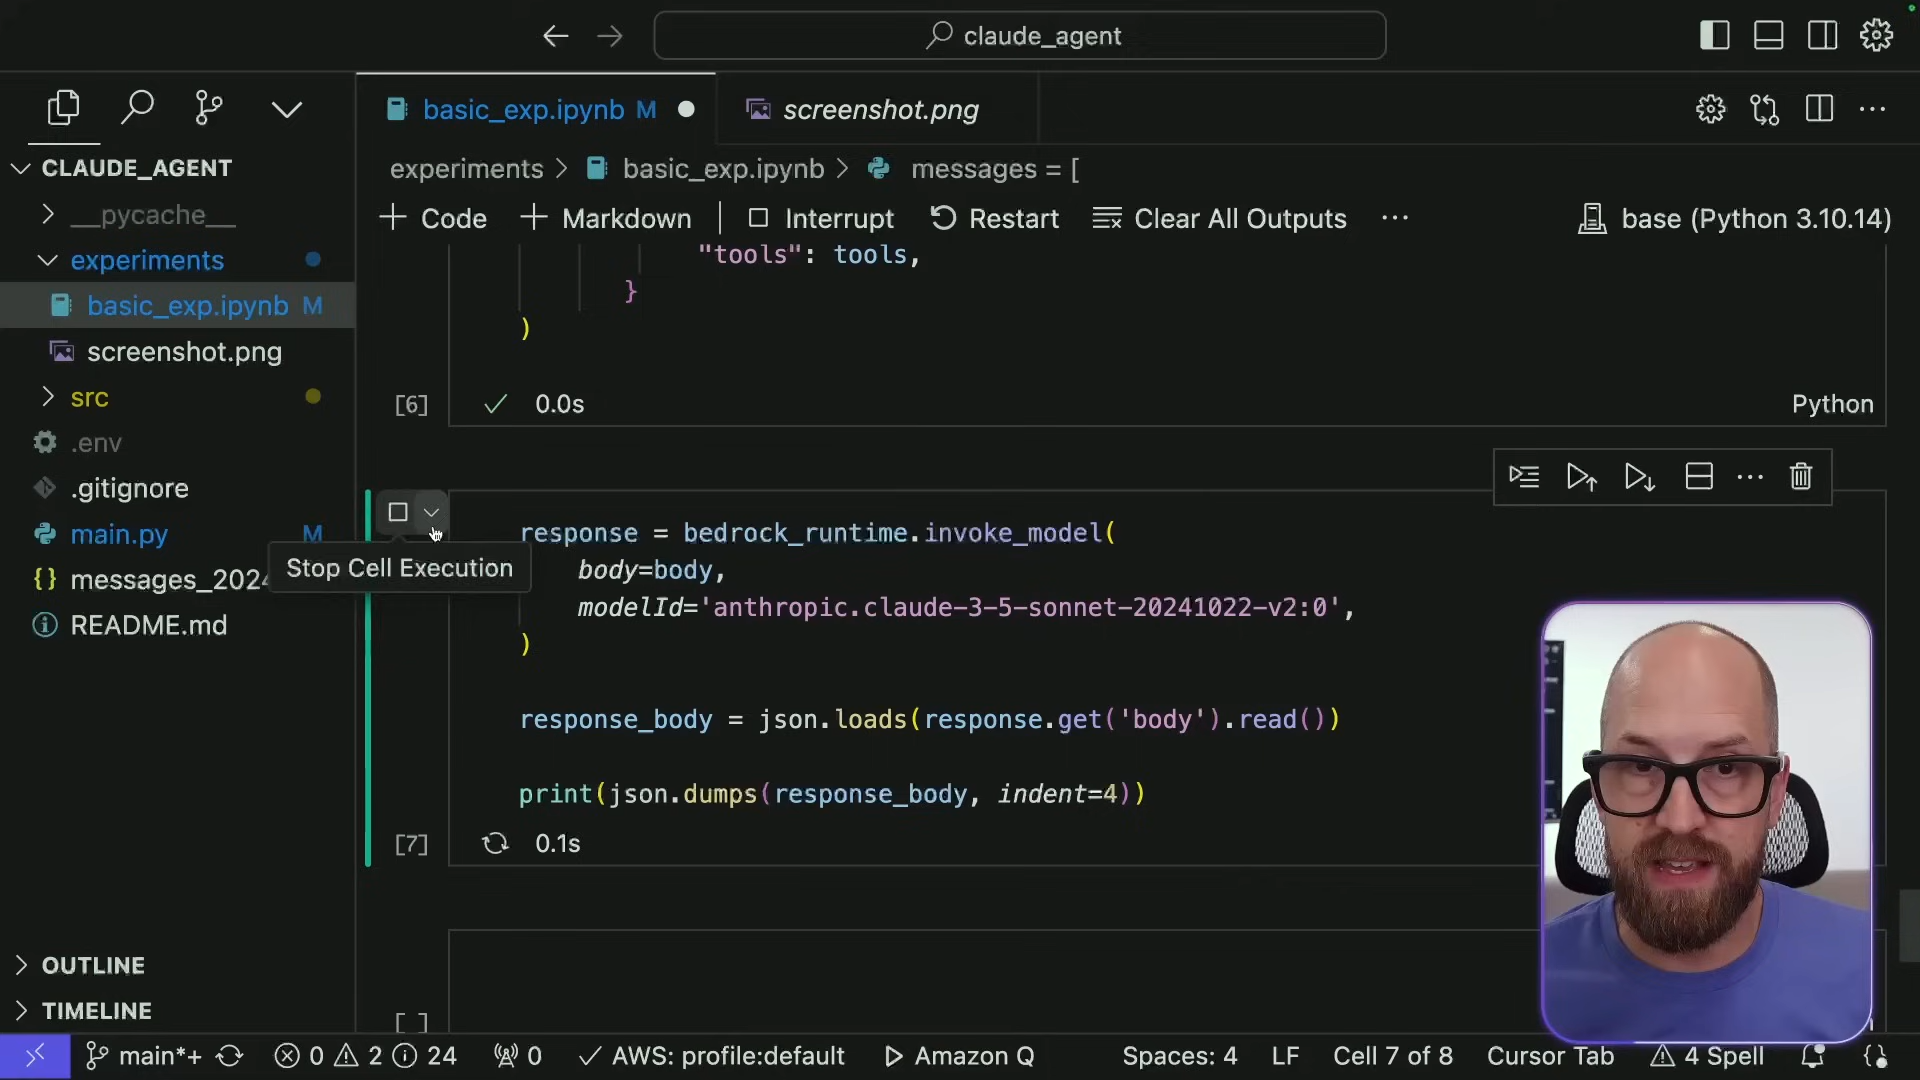 claude_agent
basic_exp.ipynb M
screenshot.png
CLAUDE_AGENT
__pycache__
experiments
basic_exp.ipynb M
screenshot.png
src
.env
.gitignore
main.py M
messages_2024
README.md
OUTLINE
TIMELINE
experiments > basic_exp.ipynb > messages = [
+ Code + Markdown | Interrupt Restart Clear All Outputs ...
base (Python 3.10.14)
"tools": tools,
}
)
[6] 0.0s Python
Stop Cell Execution
response = bedrock_runtime.invoke_model(
body=body,
modelId='anthropic.claude-3-5-sonnet-20241022-v2:0',
)
response_body = json.loads(response.get('body').read())
print(json.dumps(response_body, indent=4))
[7] 0.1s
[ ]
main*+ 0 2 24 0 AWS: profile:default Amazon Q Spaces: 4 LF Cell 7 of 8 Cursor Tab 4 Spell